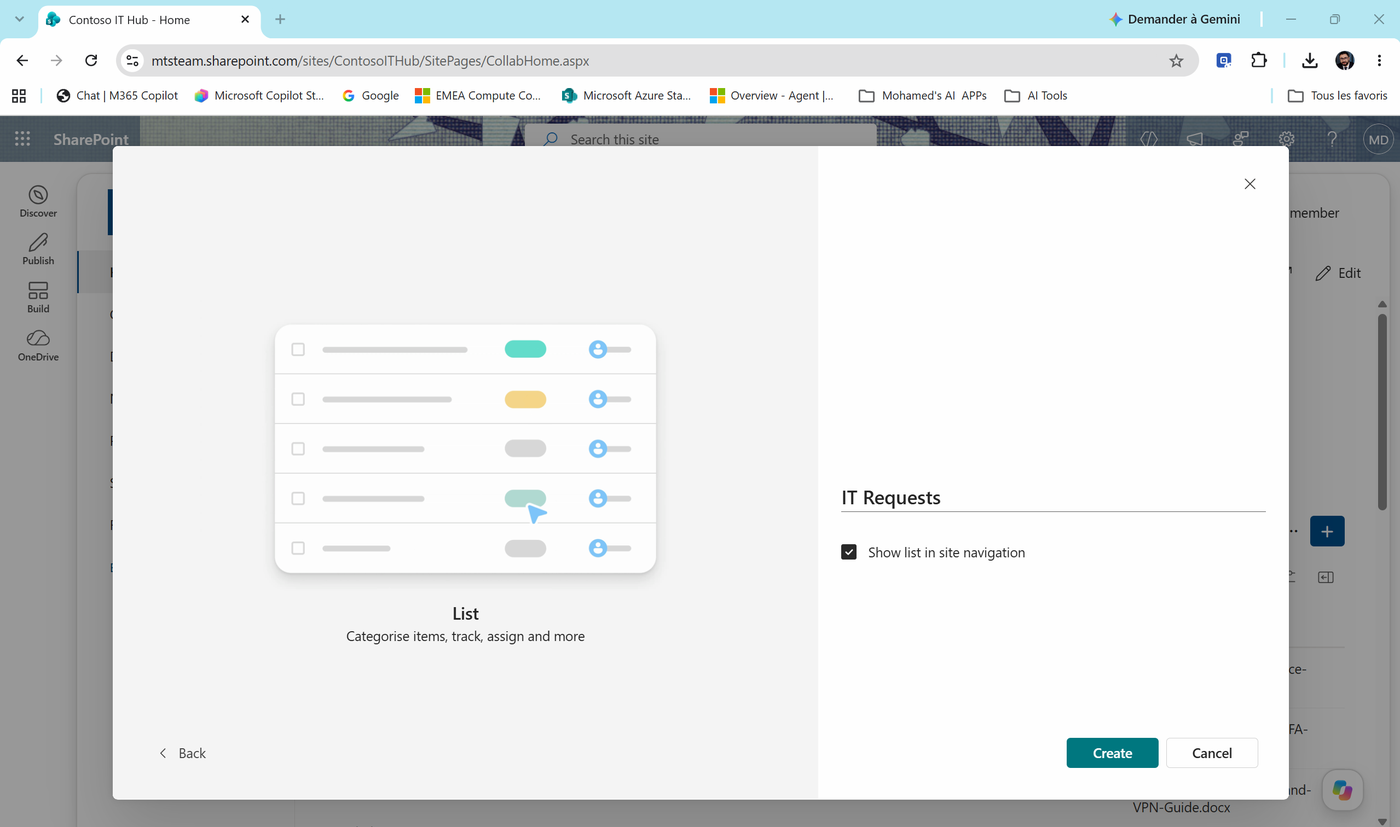 Contoso IT Hub - Home
Demander à Gemini
mtsteam.sharepoint.com/sites/ContosoITHub/SitePages/CollabHome.aspx
Chat | M365 Copilot
Microsoft Copilot St...
Google
EMEA Compute Co...
Microsoft Azure Sta...
Overview - Agent |...
Mohamed's AI APPs
AI Tools
Tous les favoris
SharePoint
Search this site
MD
Discover
Publish
Build
OneDrive
member
Edit
IT Requests
Show list in site navigation
List
Categorise items, track, assign and more
Back
Create
Cancel
ce-
FA-
and-
VPN-Guide.docx